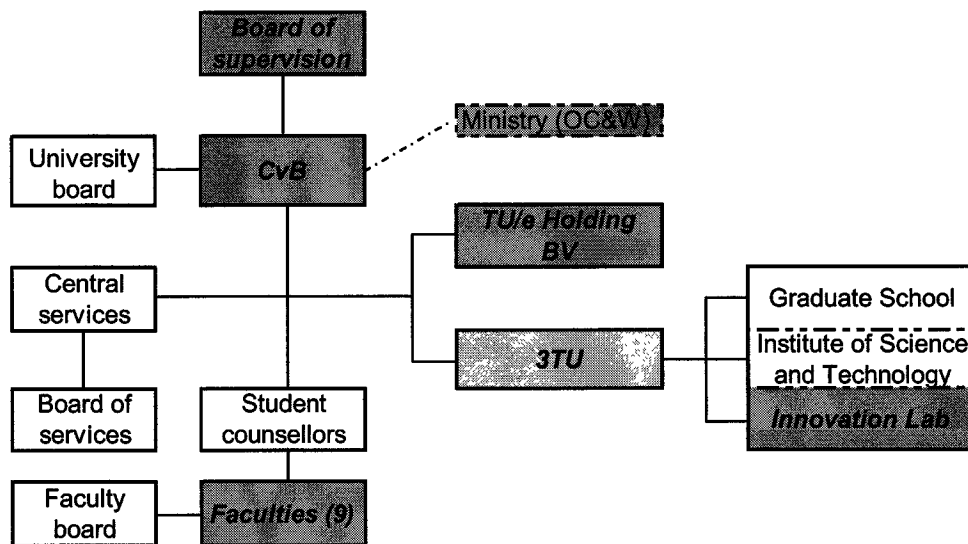 Board of
supervision
Ministry (OC&W)
University
board
CvB
TU/e Holding
BV
Central
services
Graduate School
3TU
Institute of Science
and Technology
Board of
services
Student
counsellors
Innovation Lab
Faculty
board
Faculties (9)